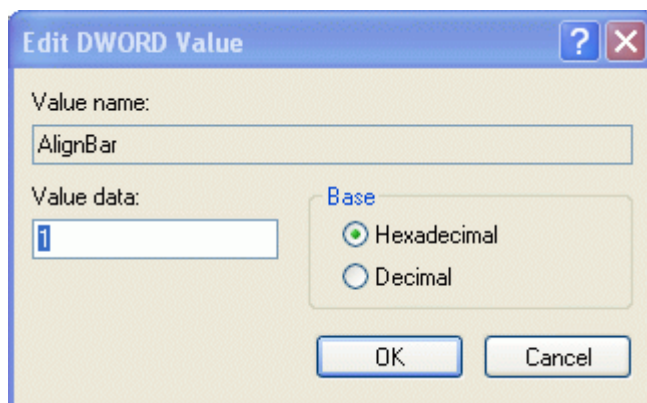 Edit DWORD Value
?
Value name:
AlignBar
Value data:
1
Base
Hexadecimal
Decimal
OK
Cancel